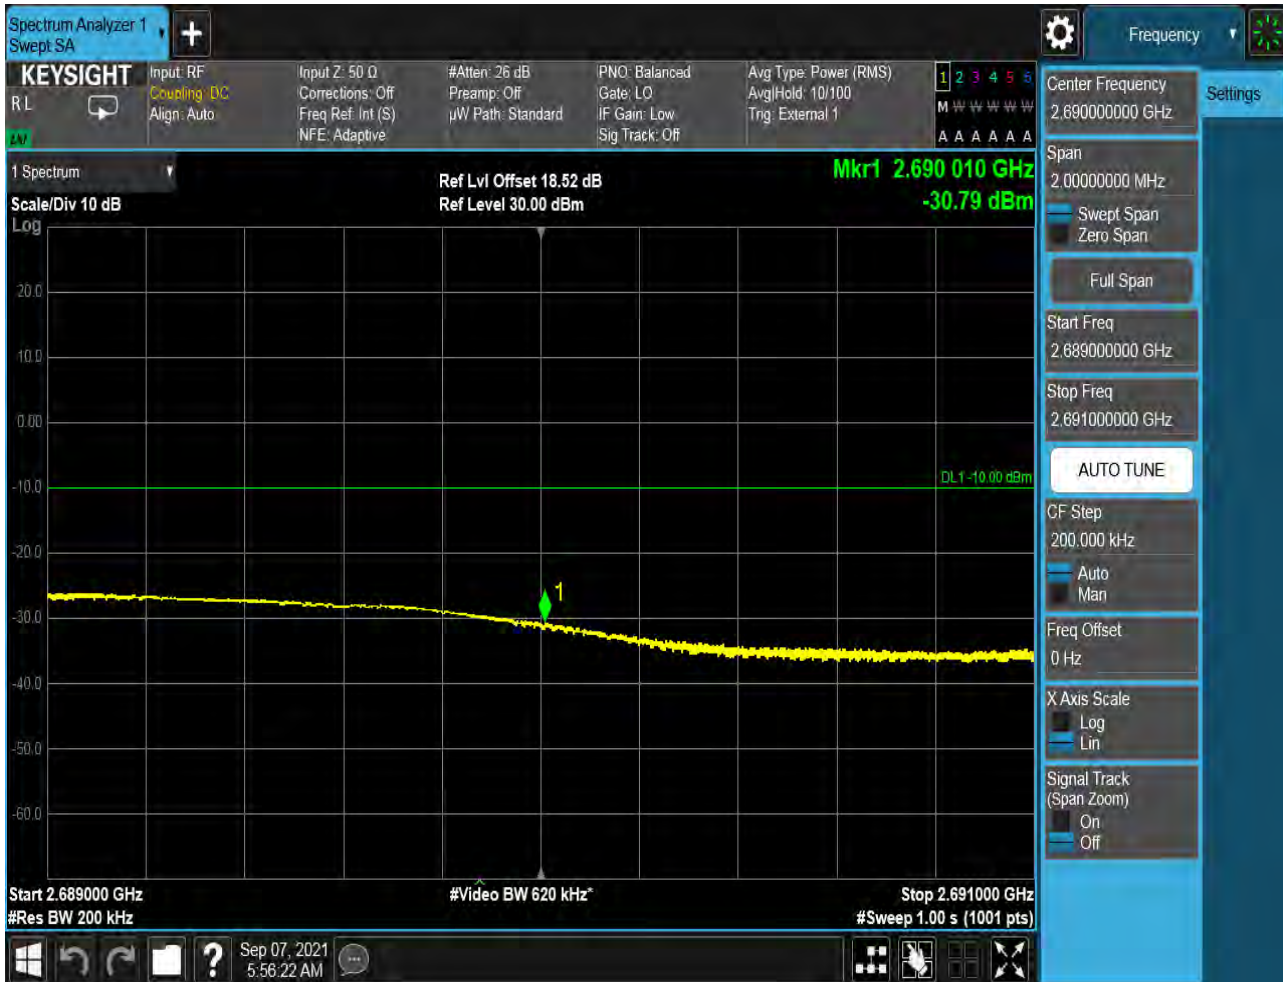 Spectrum Analyzer 1
Swept SA
Frequency
KEYSIGHT
R L
LXI
Input: RF
Coupling: DC
Align: Auto
Input Z: 50 Ω
Corrections: Off
Freq Ref: Int (S)
NFE: Adaptive
#Atten: 26 dB
Preamp: Off
µW Path: Standard
PNO: Balanced
Gate: LO
IF Gain: Low
Sig Track: Off
Avg Type: Power (RMS)
Avg|Hold: 10/100
Trig: External 1
1 2 3 4 5 6
M W W W W W
A A A A A A
1 Spectrum
Scale/Div 10 dB
Log
Ref Lvl Offset 18.52 dB
Ref Level 30.00 dBm
Mkr1 2.690 010 GHz
-30.79 dBm
20.0
10.0
0.00
-10.0
-20.0
-30.0
-40.0
-50.0
-60.0
DL1 -10.00 dBm
1
Start 2.689000 GHz
#Res BW 200 kHz
#Video BW 620 kHz*
Stop 2.691000 GHz
#Sweep 1.00 s (1001 pts)
?
Sep 07, 2021
5:56:22 AM
Center Frequency
2.690000000 GHz
Settings
Span
2.00000000 MHz
Swept Span
Zero Span
Full Span
Start Freq
2.689000000 GHz
Stop Freq
2.691000000 GHz
AUTO TUNE
CF Step
200.000 kHz
Auto
Man
Freq Offset
0 Hz
X Axis Scale
Log
Lin
Signal Track
(Span Zoom)
On
Off